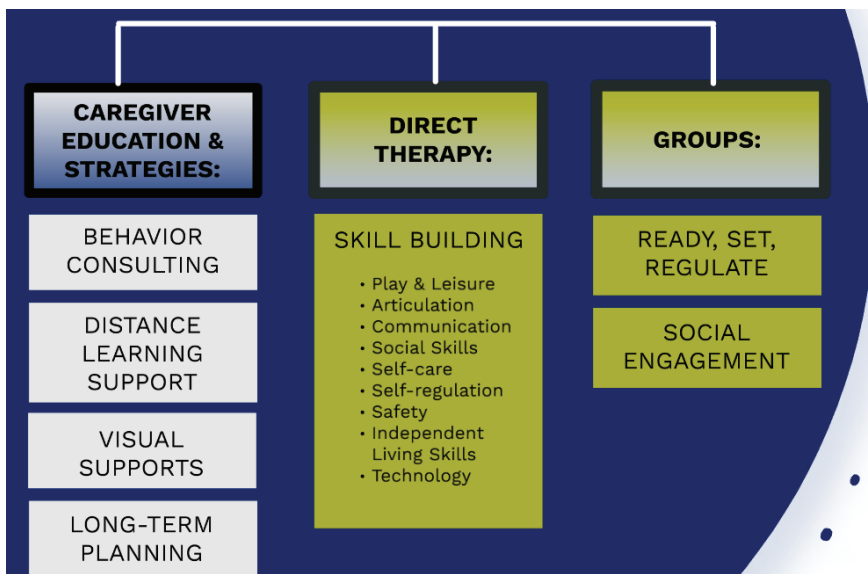 CAREGIVER
EDUCATION &
STRATEGIES:
BEHAVIOR
CONSULTING
DISTANCE
LEARNING
SUPPORT
VISUAL
SUPPORTS
LONG-TERM
PLANNING
DIRECT
THERAPY:
SKILL BUILDING
• Play & Leisure
• Articulation
• Communication
• Social Skills
• Self-care
• Self-regulation
• Safety
• Independent
Living Skills
• Technology
GROUPS:
READY, SET,
REGULATE
SOCIAL
ENGAGEMENT